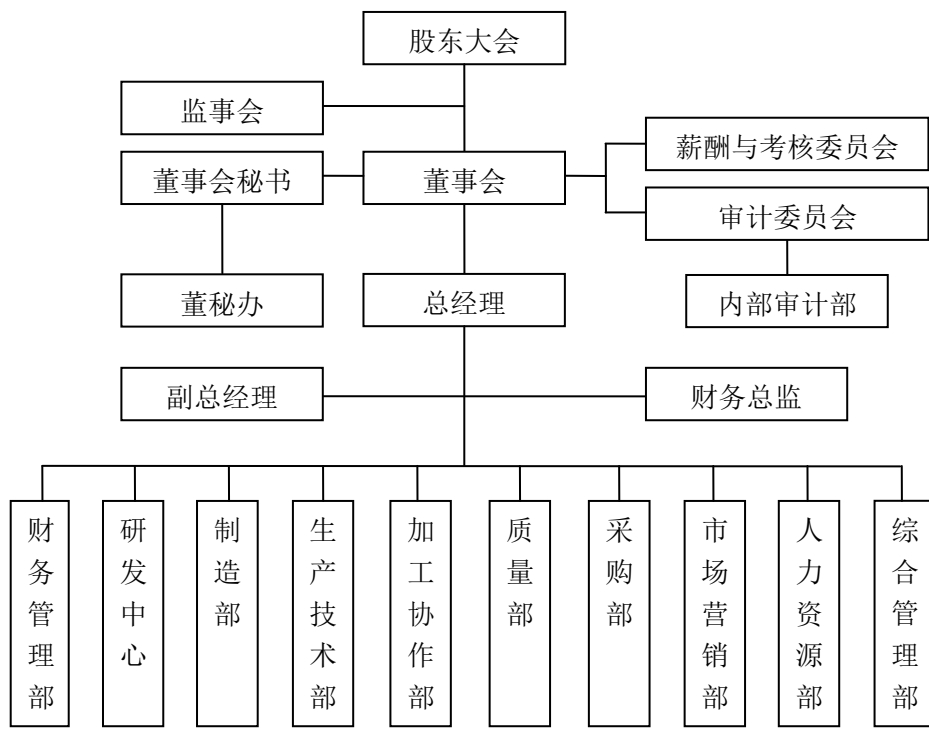 股东大会
监事会
薪酬与考核委员会
董事会秘书
董事会
审计委员会
董秘办
总经理
内部审计部
副总经理
财务总监
财务管理部
研发中心
制造部
生产技术部
加工协作部
质量部
采购部
市场营销部
人力资源部
综合管理部